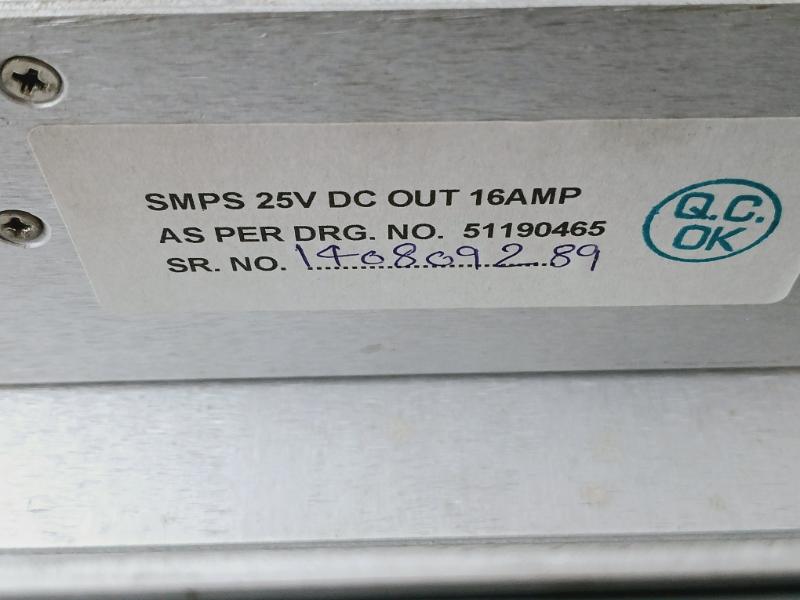 SMPS 25V DC OUT 16AMP
AS PER DRG. NO. 51190465
SR. NO. 140809289
Q.C.
OK